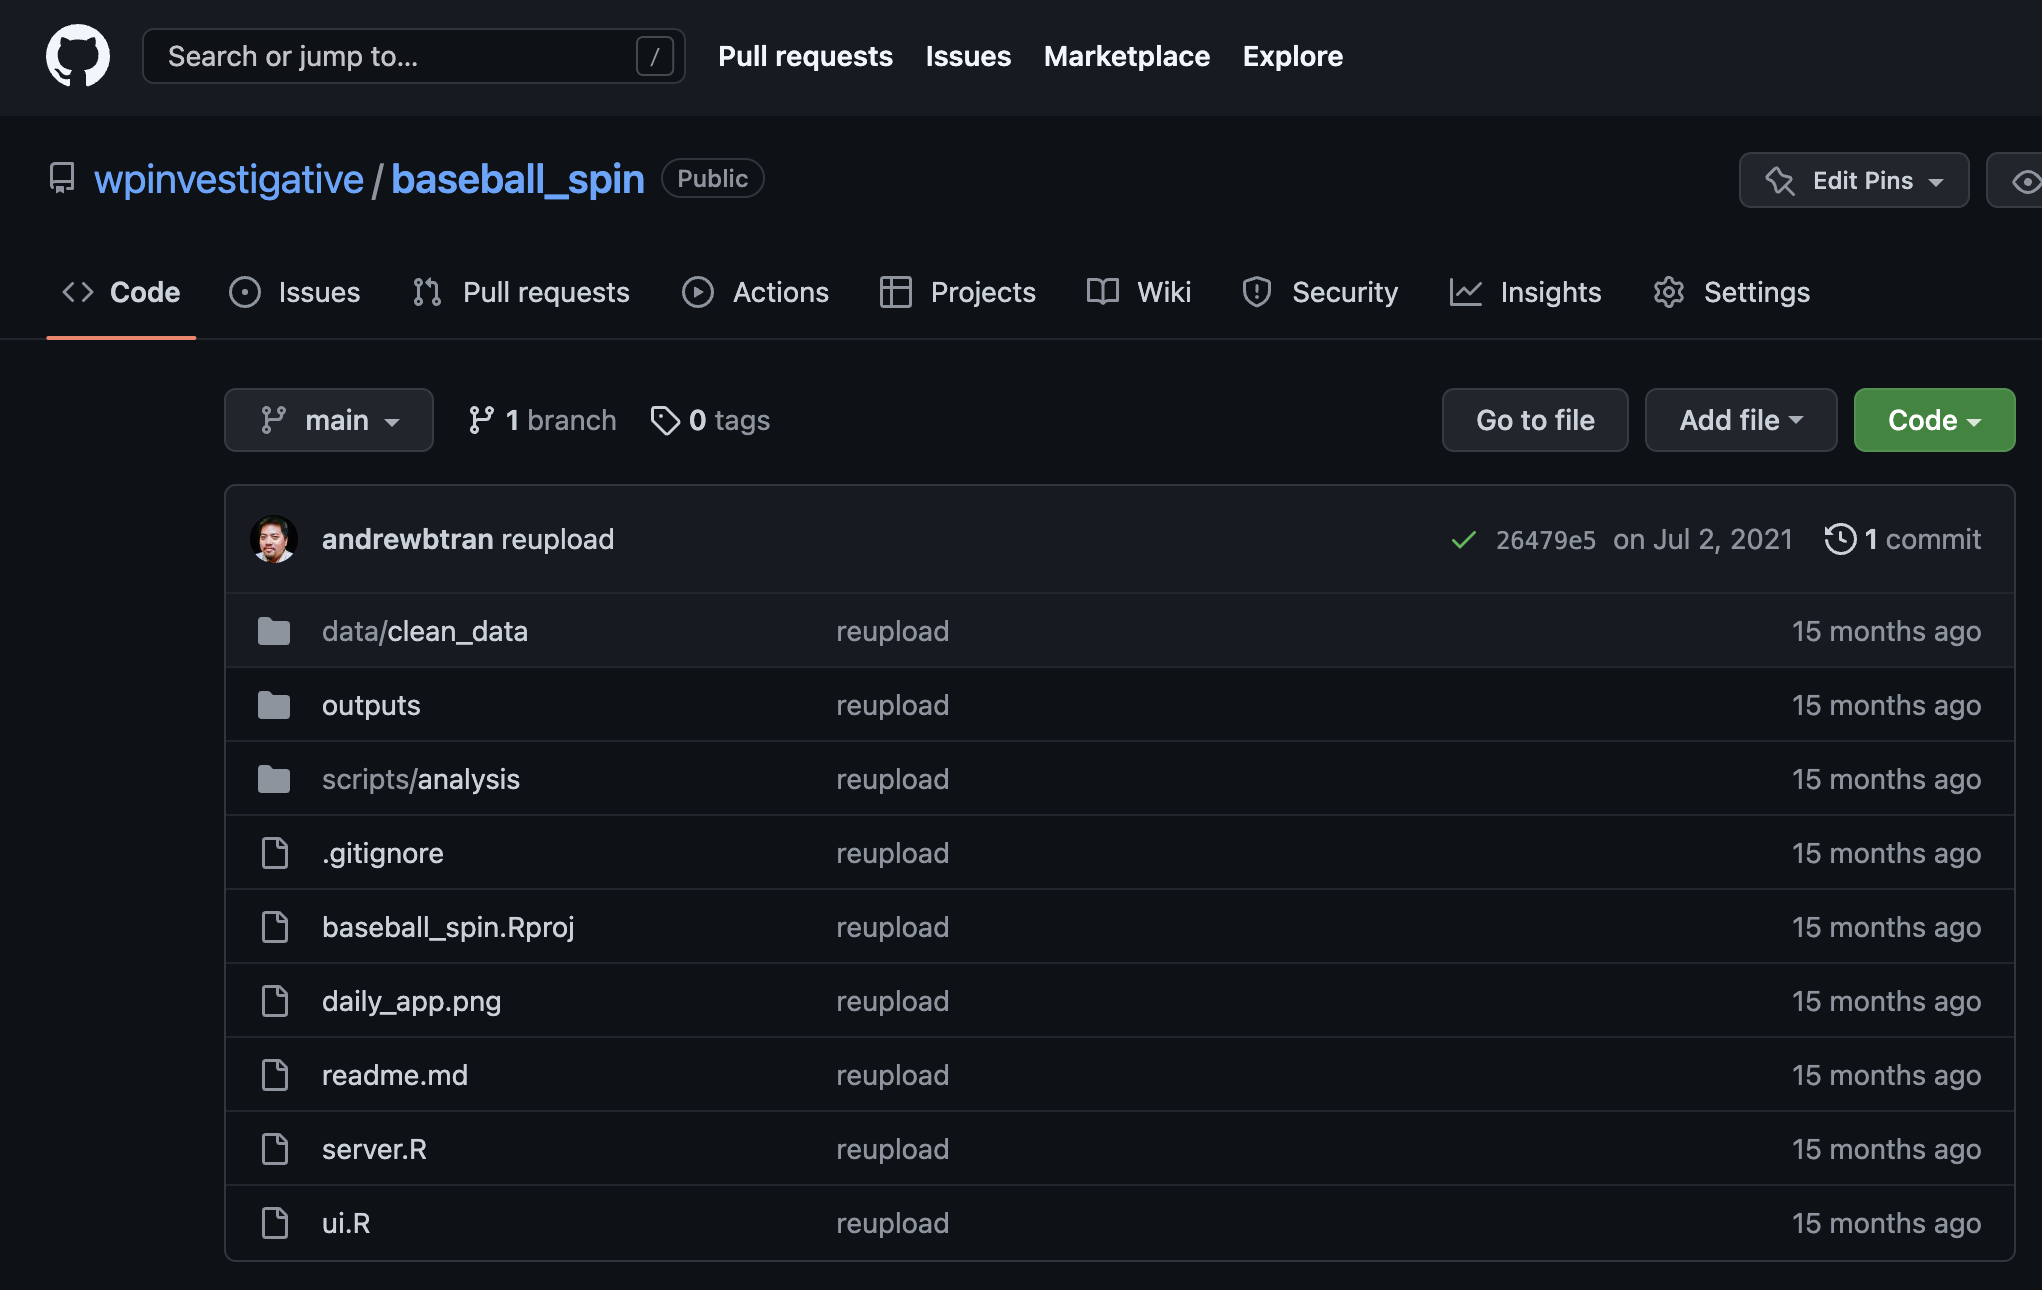 Search or jump to... / Pull requests Issues Marketplace Explore
wpinvestigative / baseball_spin Public Edit Pins
Code Issues Pull requests Actions Projects Wiki Security Insights Settings
main 1 branch 0 tags Go to file Add file Code
andrewbtran reupload 26479e5 on Jul 2, 2021 1 commit
data/clean_data reupload 15 months ago
outputs reupload 15 months ago
scripts/analysis reupload 15 months ago
.gitignore reupload 15 months ago
baseball_spin.Rproj reupload 15 months ago
daily_app.png reupload 15 months ago
readme.md reupload 15 months ago
server.R reupload 15 months ago
ui.R reupload 15 months ago